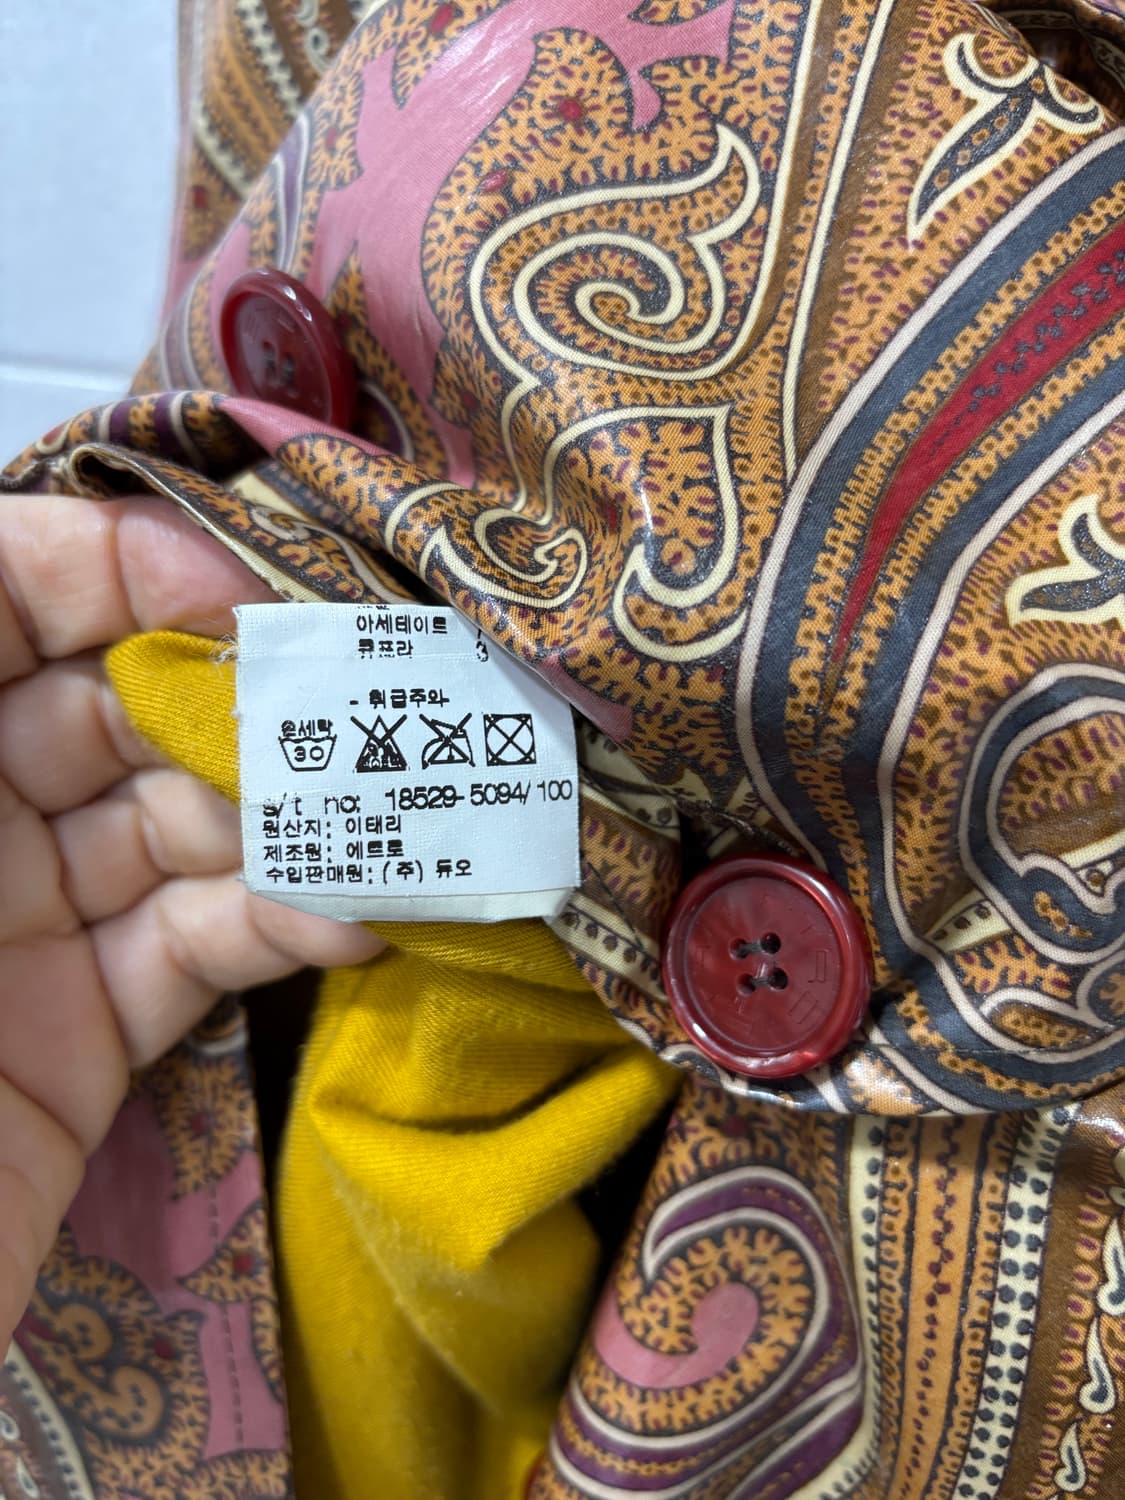 아세테이트
큐프라 3
- 취급주의
손세탁
30
s/t no: 18529-5094/100
원산지: 이태리
제조원: 에트로
수입판매원: (주) 듀오